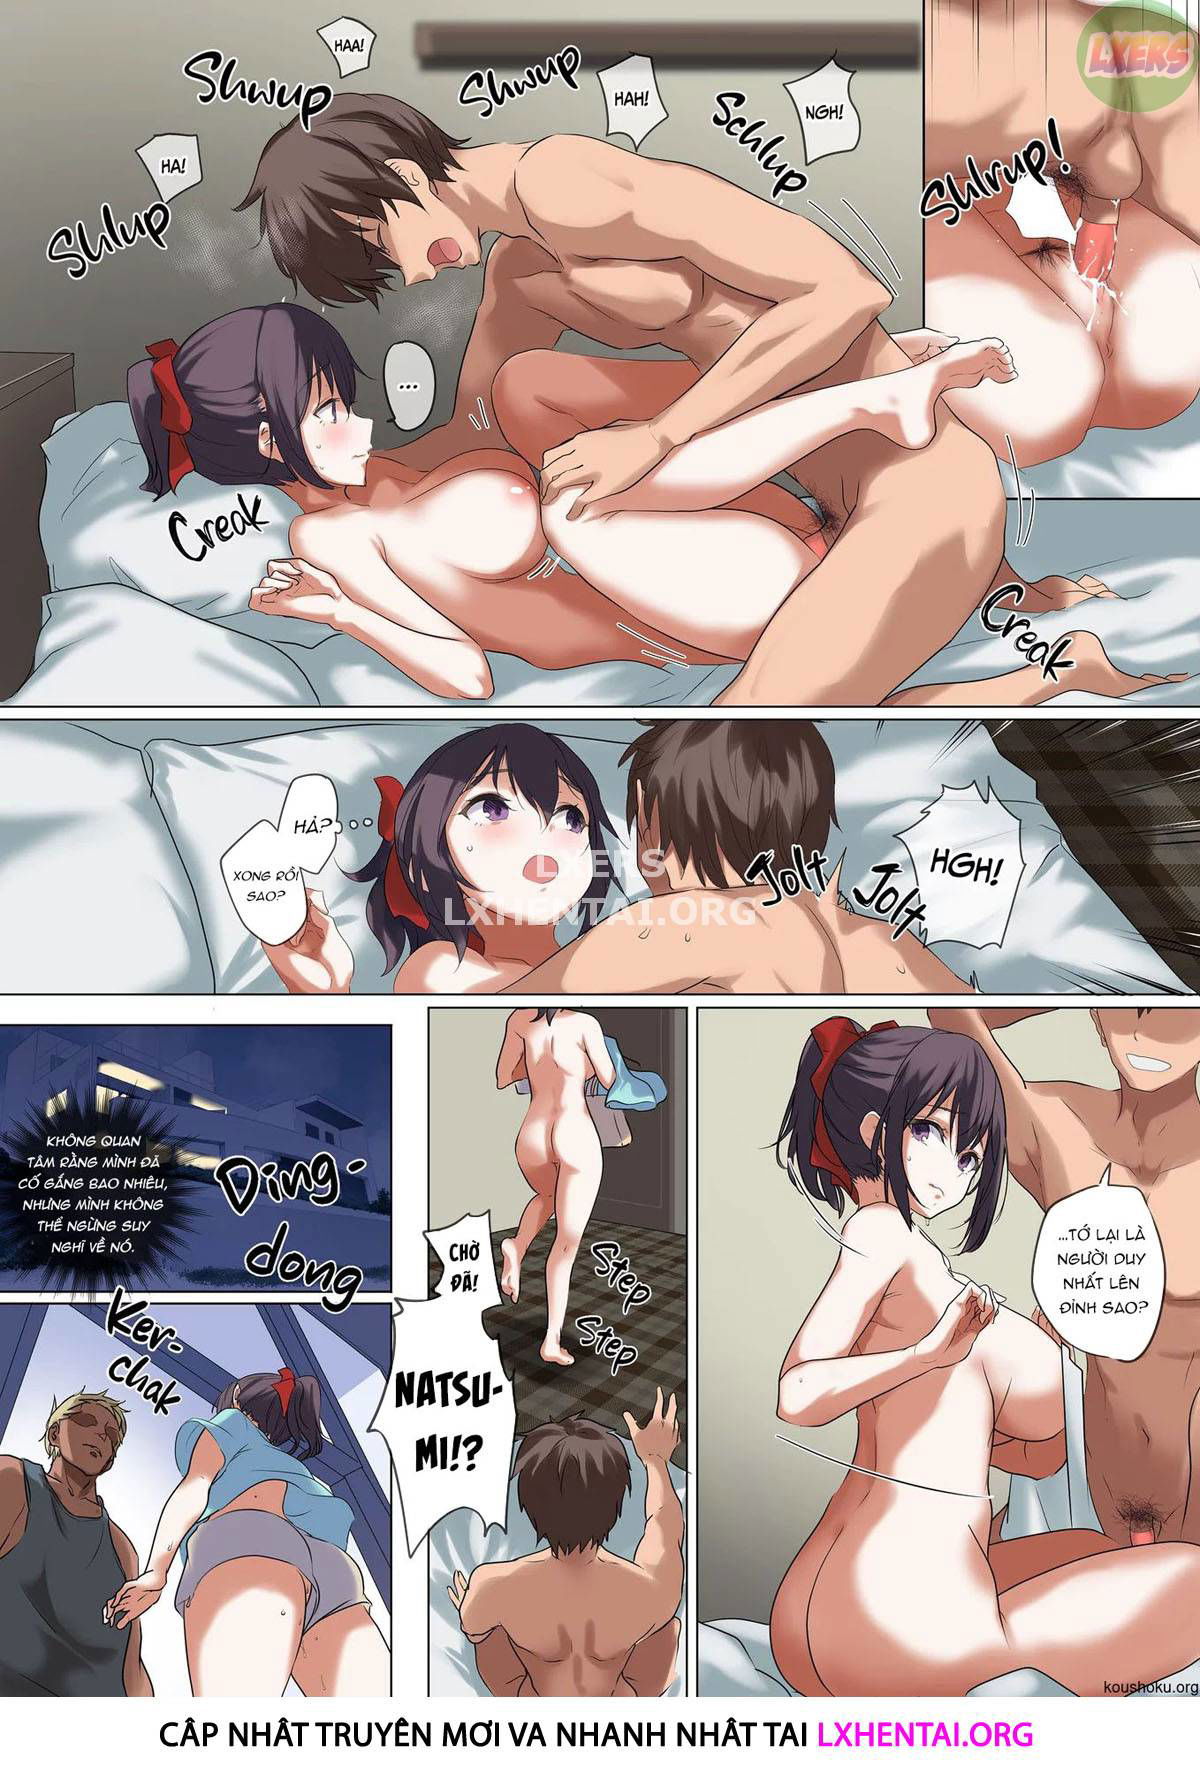 LXERS
HAA!
Shwup
Shwup
HAH!
Schlup
NGH!
Shlrup!
HA!
Shlup
...
Creak
Creak
HẢ?
...
XONG RỒI
SAO?
LXERS
LXHENTAI.ORG
Jolt
Jolt
HGH!
KHÔNG QUAN
TÂM RẰNG MÌNH ĐÃ
CỐ GẮNG BAO NHIÊU,
NHƯNG MÌNH KHÔNG
THỂ NGỪNG SUY
NGHĨ VỀ NÓ.
Ding-
dong
Ker-
chak
CHỜ
ĐÃ!
NATSU-
MI!?
Step
Step
...TỚ LẠI LÀ
NGƯỜI DUY
NHẤT LÊN
ĐỈNH SAO?
koushoku.org
CẬP NHẬT TRUYỆN MỚI VÀ NHANH NHẤT TẠI LXHENTAI.ORG